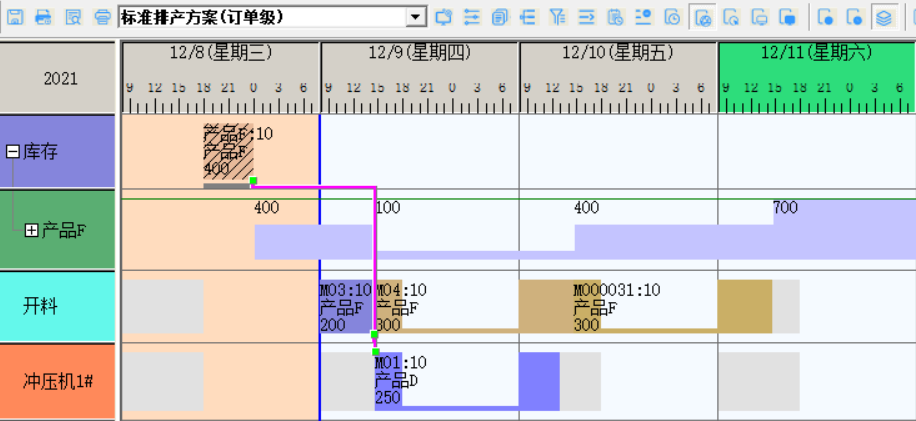 标准排产方案(订单级)
2021
12/8(星期三)
12/9(星期四)
12/10(星期五)
12/11(星期六)
9 12 15 18 21 0 3 6
9 12 15 18 21 0 3 6
9 12 15 18 21 0 3 6
9 12 15 18 21 0 3 6
库存
产品F:10
产品F
400
产品F
400
100
400
700
开料
M03:10
产品F
200
M04:10
产品F
300
M000031:10
产品F
300
冲压机1#
M01:10
产品D
250